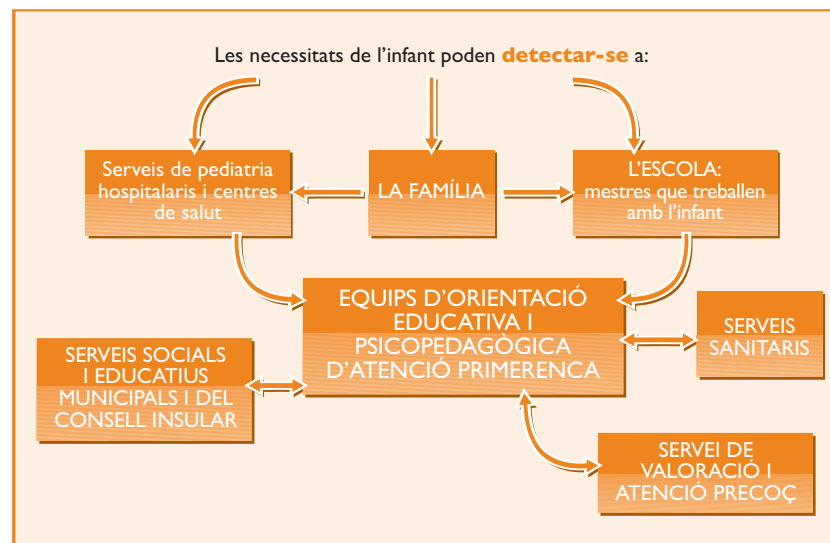 Les necessitats de l'infant poden detectar-se a:
Serveis de pediatria
hospitalaris i centres
de salut
LA FAMÍLIA
L'ESCOLA:
mestres que treballen
amb l'infant
EQUIPS D'ORIENTACIÓ
EDUCATIVA I
PSICOPEDAGÒGICA
D'ATENCIÓ PRIMERENCA
SERVEIS
SANITARIS
SERVEIS SOCIALS
I EDUCATIUS
MUNICIPALS I DEL
CONSELL INSULAR
SERVEI DE
VALORACIÓ I
ATENCIÓ PRECOÇ